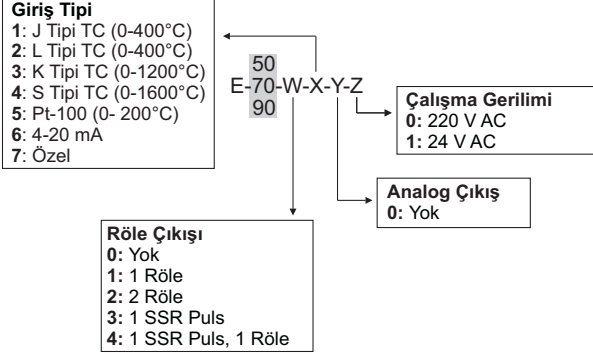 Giriş Tipi
1: J Tipi TC (0-400°C)
2: L Tipi TC (0-400°C)
3: K Tipi TC (0-1200°C)
4: S Tipi TC (0-1600°C)
5: Pt-100 (0- 200°C)
6: 4-20 mA
7: Özel
50
E-70-W-X-Y-Z
90
Çalışma Gerilimi
0: 220 V AC
1: 24 V AC
Analog Çıkış
0: Yok
Röle Çıkışı
0: Yok
1: 1 Röle
2: 2 Röle
3: 1 SSR Puls
4: 1 SSR Puls, 1 Röle